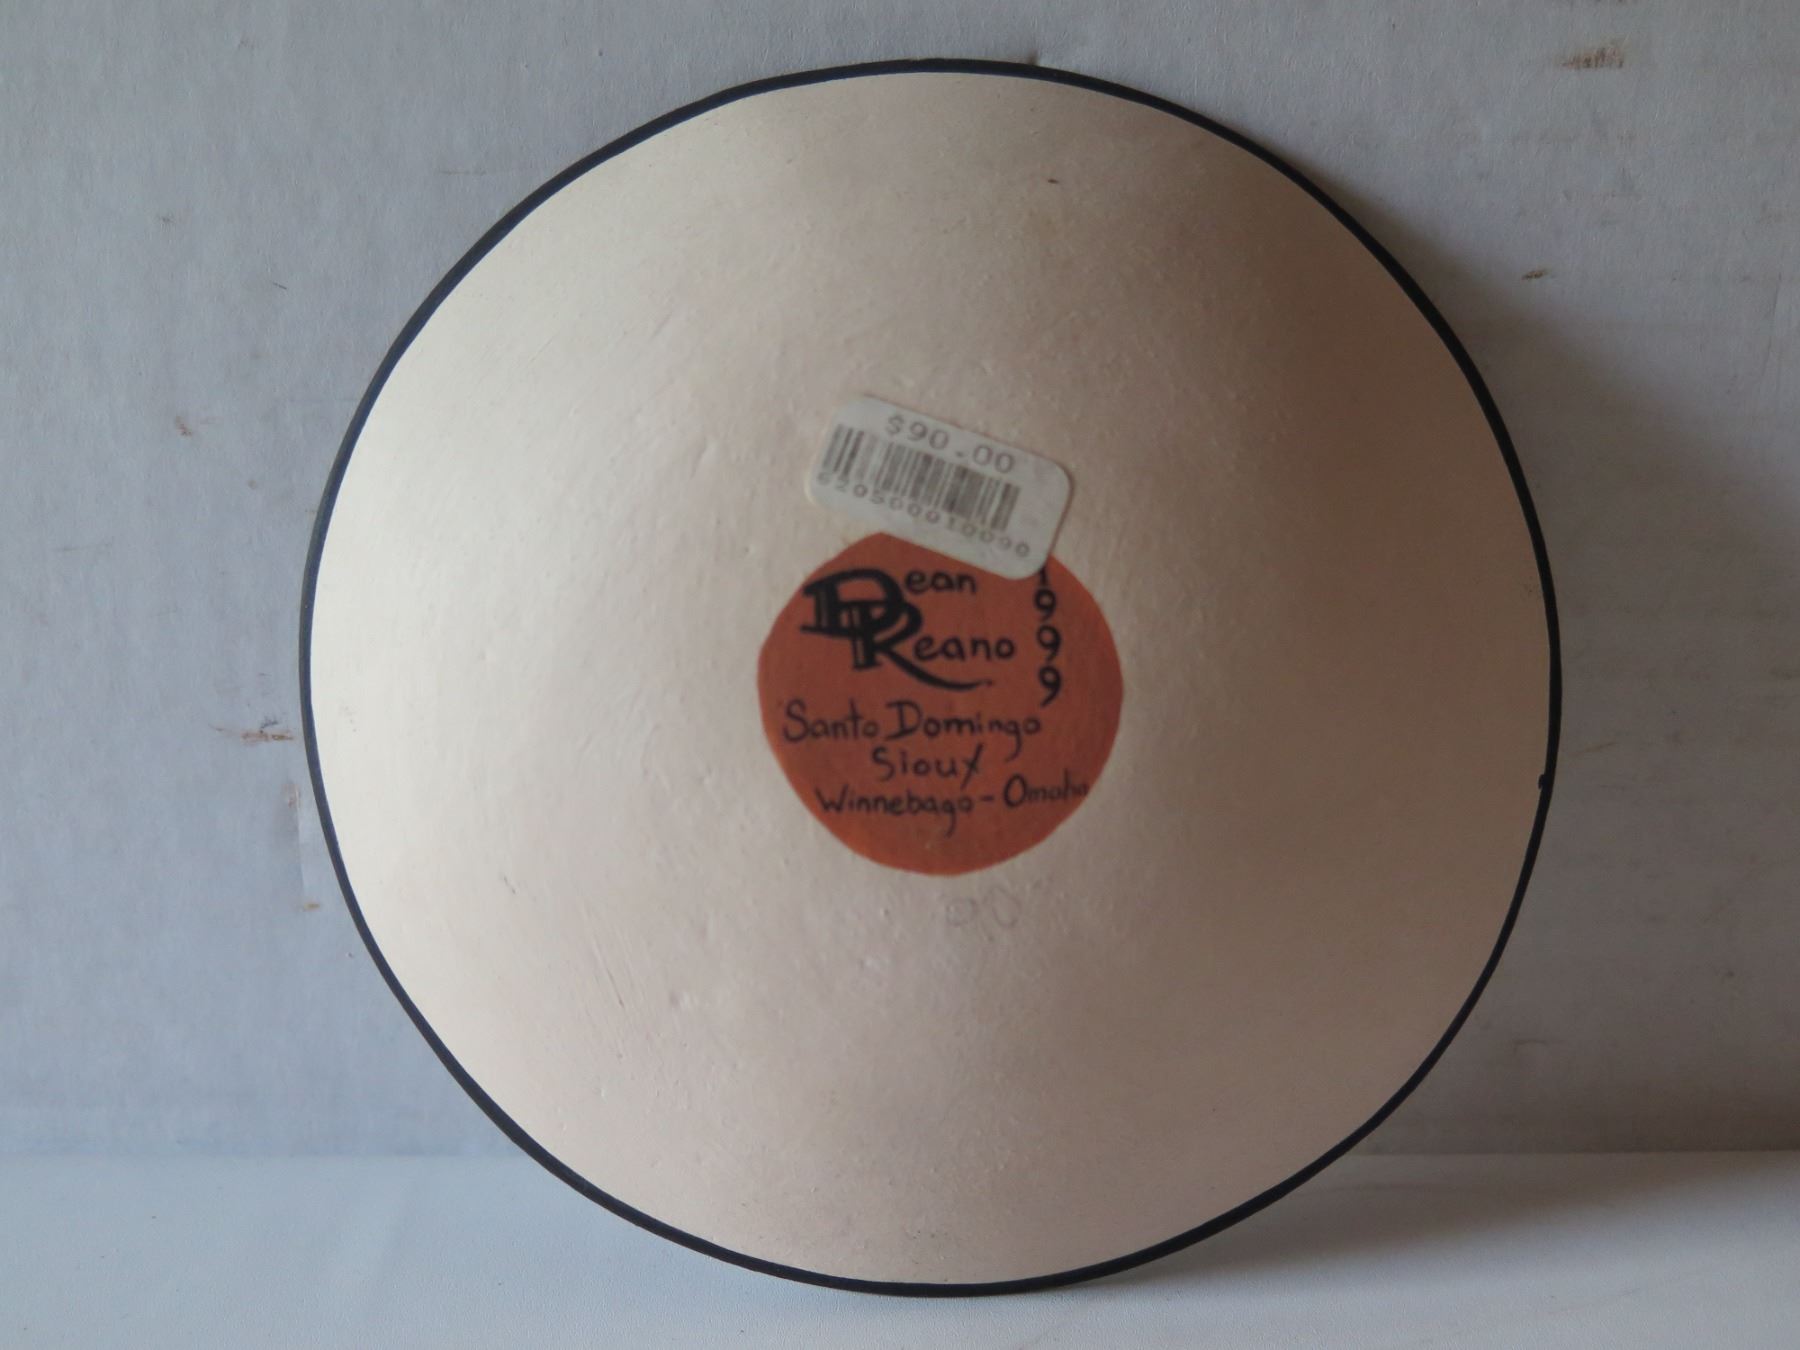 $90.00
Dean
Reano
1999
Santo Domingo
Sioux
Winnebago - Omaha